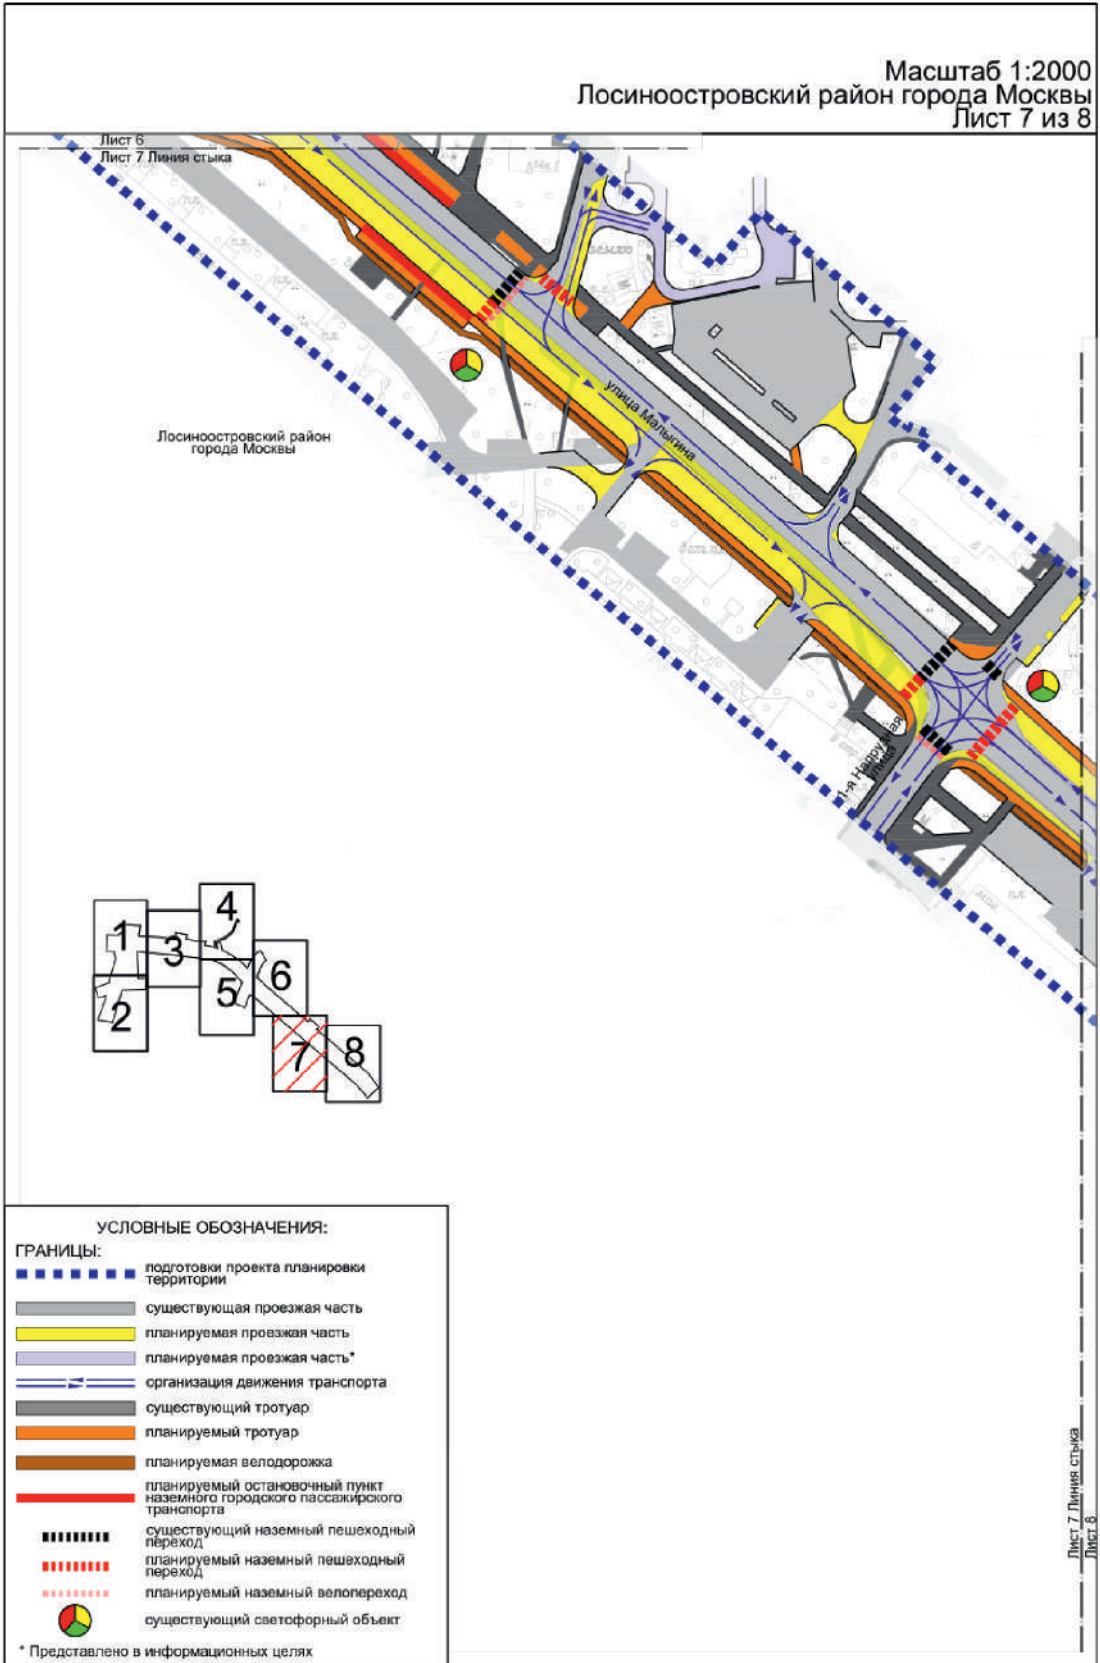 Масштаб 1:2000
Лосиноостровский район города Москвы
Лист 7 из 8
Лист 6
Лист 7 Линия стыка
улица Малыгина
Лосиноостровский район
города Москвы
1-я Напрудная
улица
1
2
3
4
5
6
7
8
УСЛОВНЫЕ ОБОЗНАЧЕНИЯ:
ГРАНИЦЫ:
подготовки проекта планировки
территории
существующая проезжая часть
планируемая проезжая часть
планируемая проезжая часть*
организация движения транспорта
существующий тротуар
планируемый тротуар
планируемая велодорожка
планируемый остановочный пункт
наземного городского пассажирского
транспорта
существующий наземный пешеходный
переход
планируемый наземный пешеходный
переход
планируемый наземный велопереход
существующий светофорный объект
* Представлено в информационных целях
Лист 7 Линия стыка
Лист 8